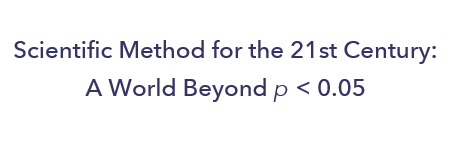 Scientific Method for the 21st Century:
A World Beyond p < 0.05